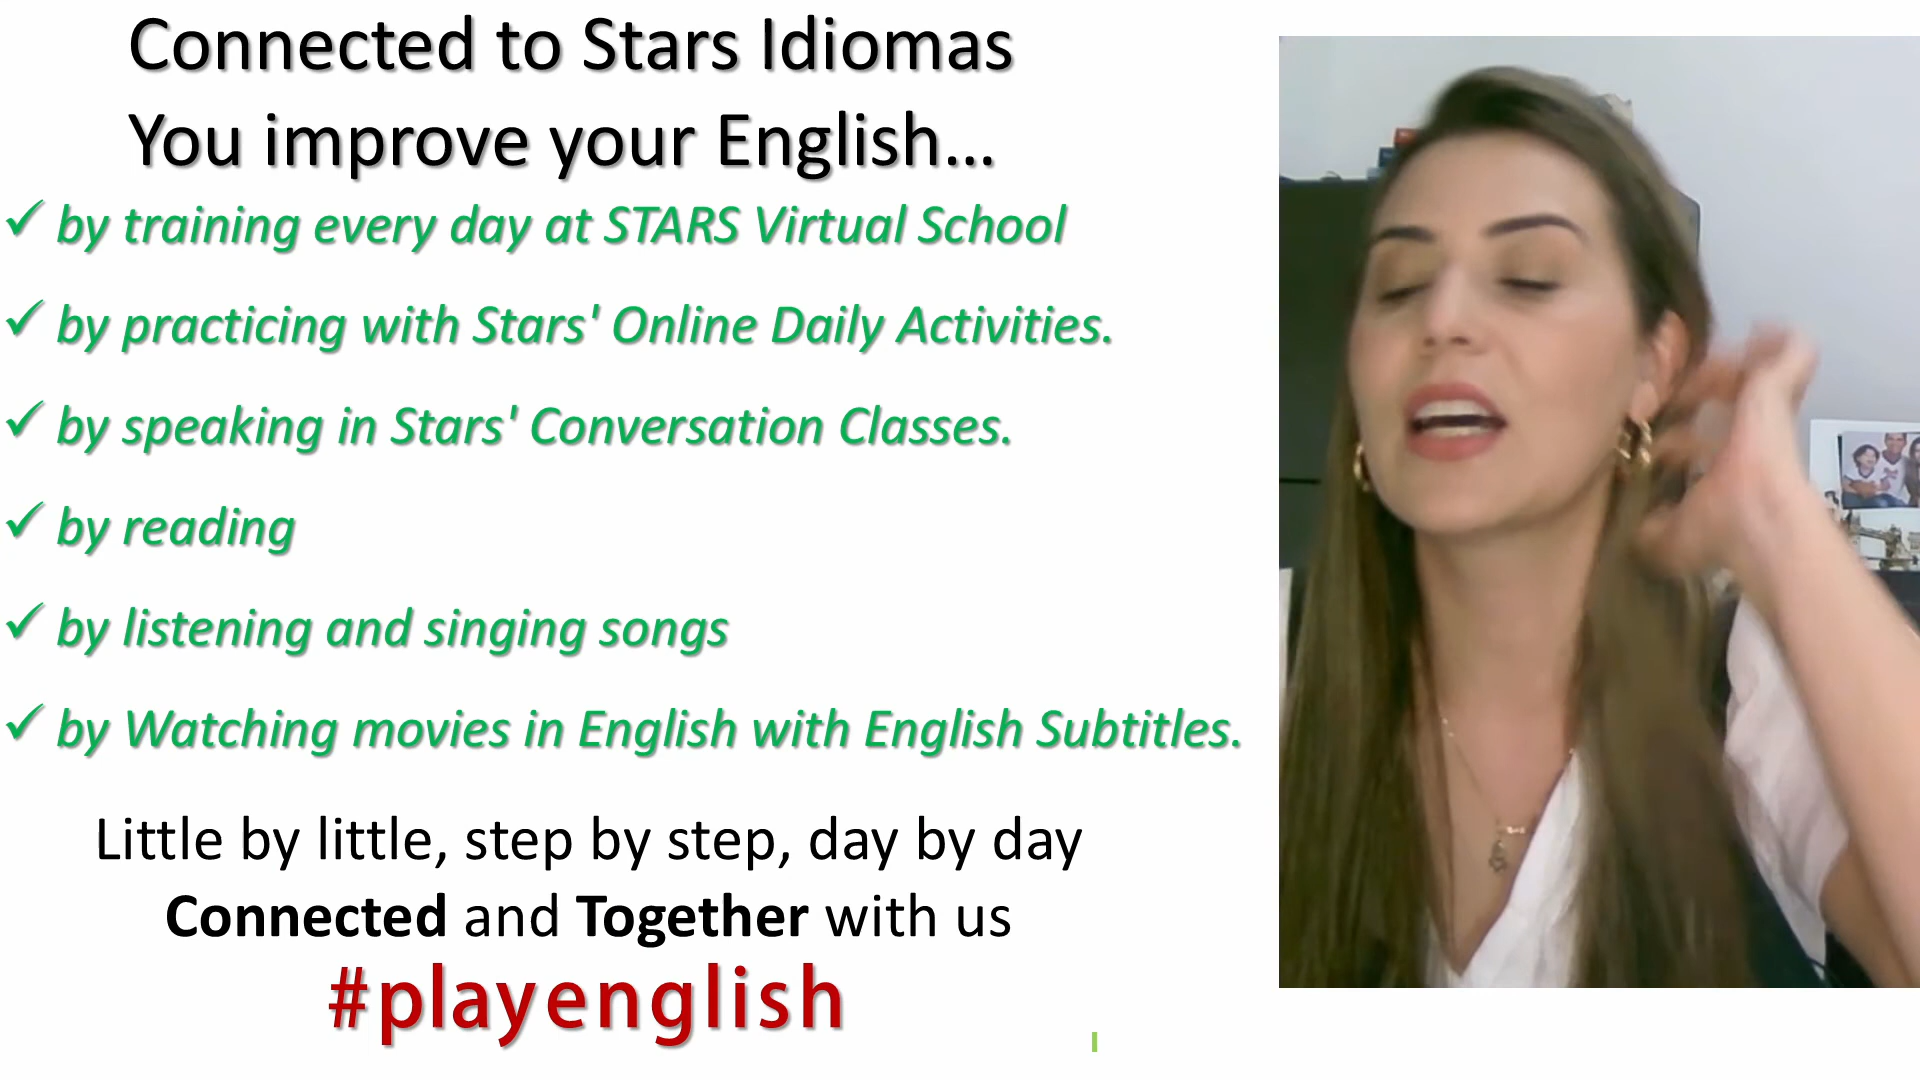 Connected to Stars Idiomas
You improve your English...
✓ by training every day at STARS Virtual School
✓ by practicing with Stars' Online Daily Activities.
✓ by speaking in Stars' Conversation Classes.
✓ by reading
✓ by listening and singing songs
✓ by Watching movies in English with English Subtitles.
Little by little, step by step, day by day
Connected and Together with us
#playenglish